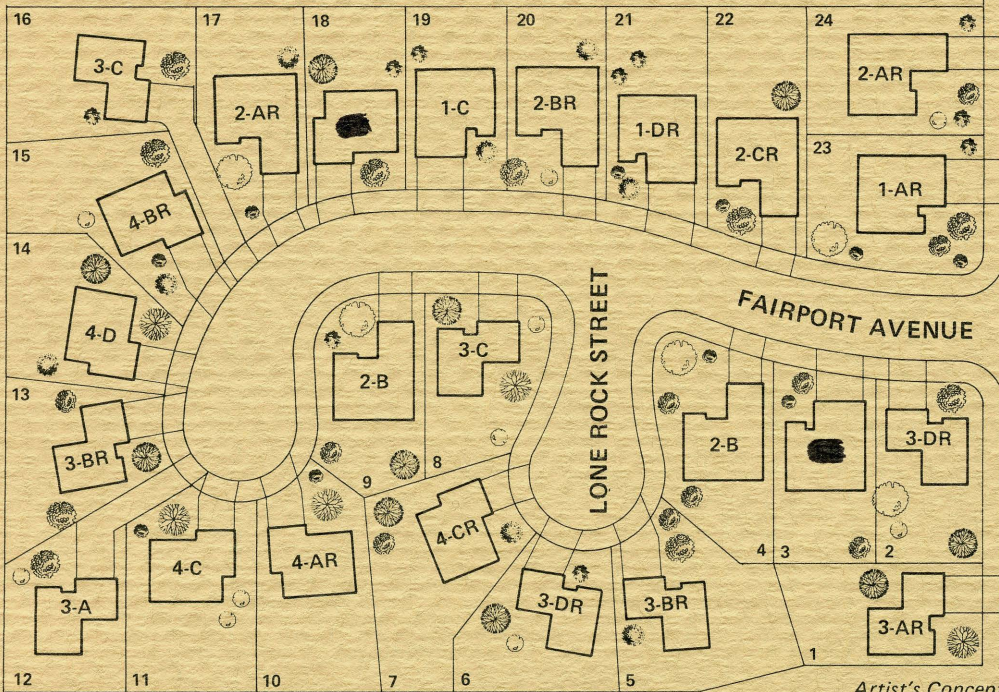 16 17 18 19 20 21 22 24
3-C 2-AR 1-C 2-BR 1-DR 2-CR 2-AR
15 23
4-BR 1-AR
14
4-D
LONE ROCK STREET
FAIRPORT AVENUE
13
3-BR
2-B 3-C 2-B 3-DR
9 8
4-CR
4 3 2
4-C 4-AR
3-A 3-DR 3-BR 3-AR
12 11 10 7 6 5 1
Artist's Concep